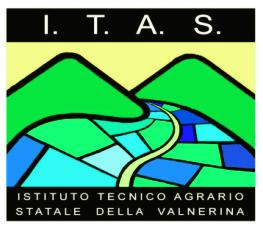 I. T. A. S.
ISTITUTO TECNICO AGRARIO
STATALE DELLA VALNERINA